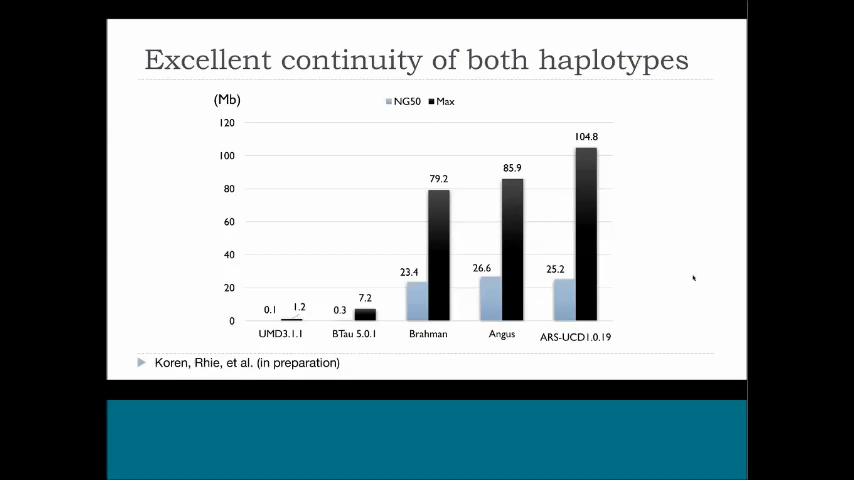 Excellent continuity of both haplotypes
(Mb)
NG50 Max
120
100
80
60
40
20
0
0.1 1.2
0.3 7.2
23.4 79.2
26.6 85.9
25.2 104.8
UMD3.1.1 BTau 5.0.1 Brahman Angus ARS-UCD1.0.19
Koren, Rhie, et al. (in preparation)